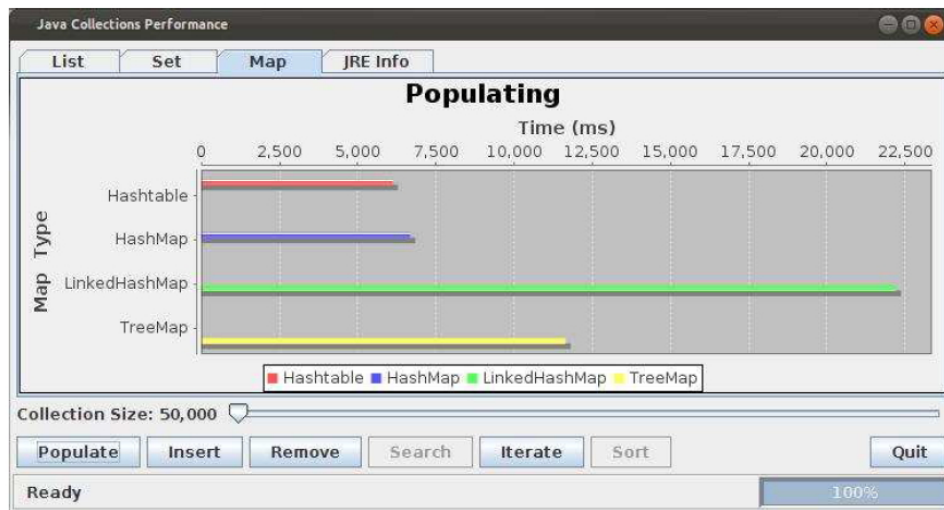 Java Collections Performance
List Set Map JRE Info
Populating
Time (ms)
0 2,500 5,000 7,500 10,000 12,500 15,000 17,500 20,000 22,500
Map Type
Hashtable
HashMap
LinkedHashMap
TreeMap
Hashtable HashMap LinkedHashMap TreeMap
Collection Size: 50,000
Populate Insert Remove Search Iterate Sort Quit
Ready 100%